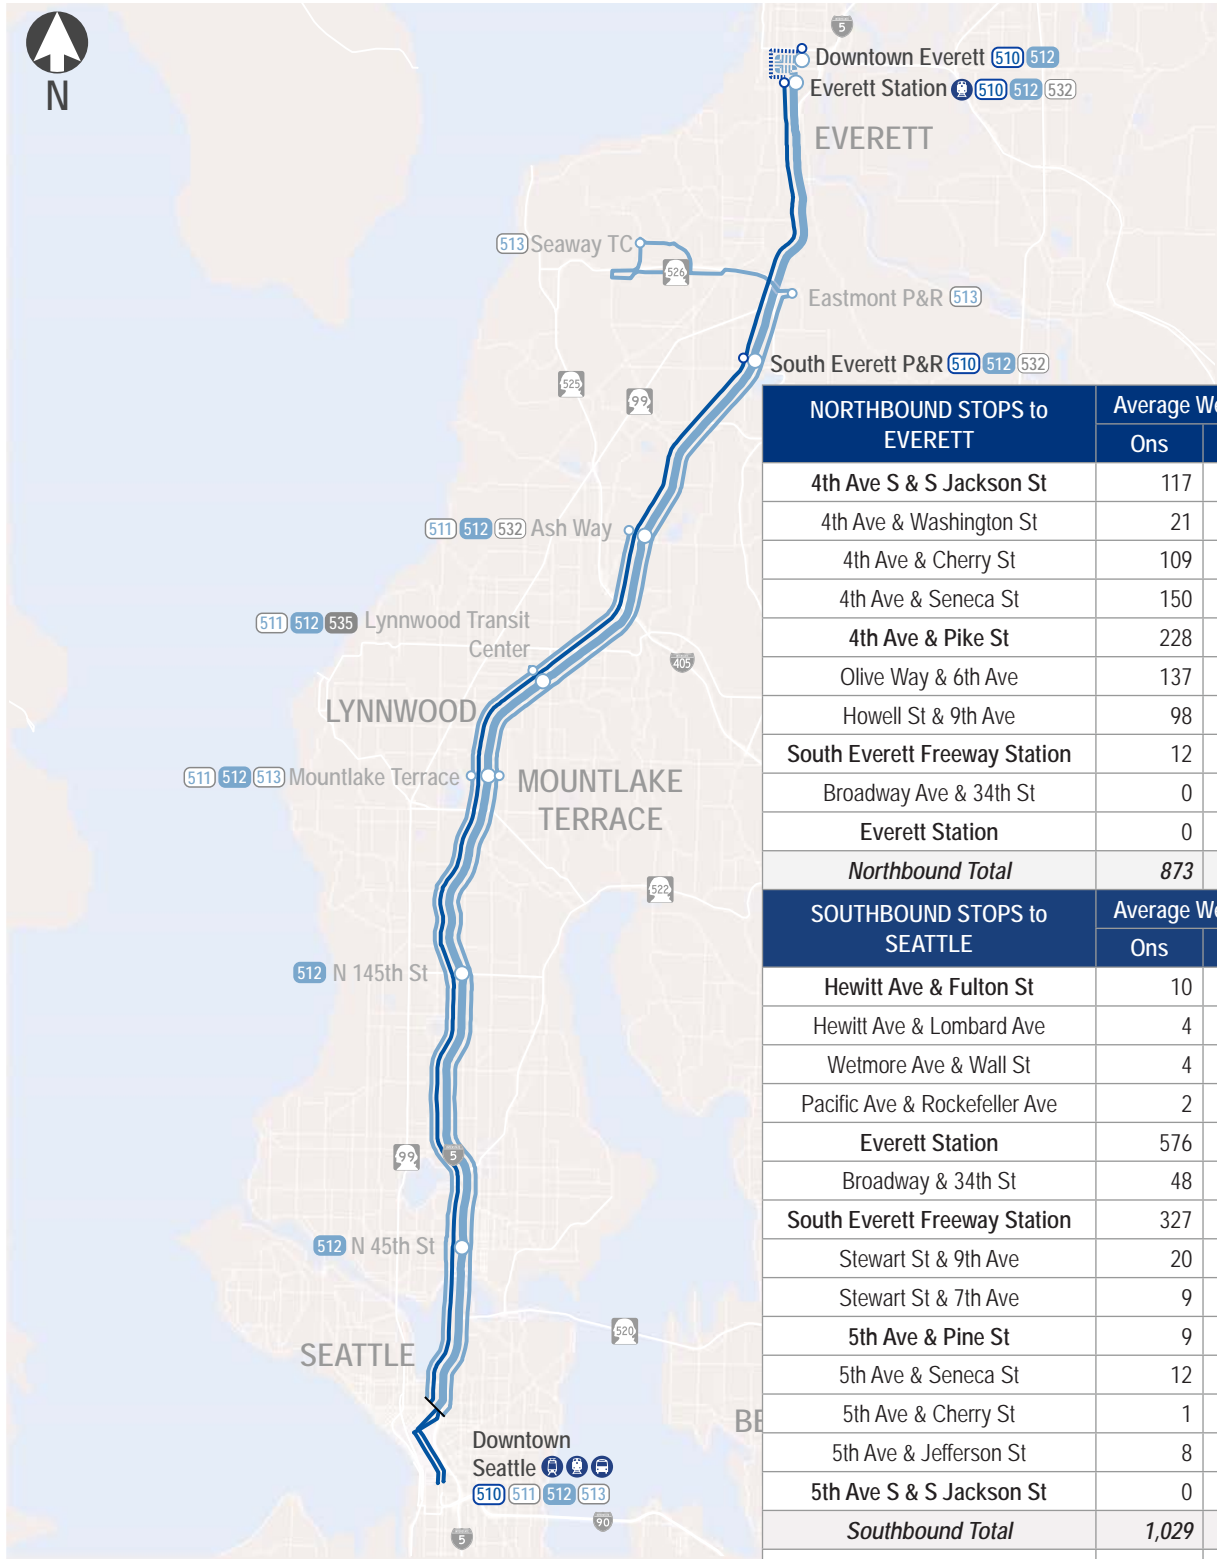 N
5
Downtown Everett 510 512
Everett Station 510 512 532
EVERETT
513 Seaway TC
526
Eastmont P&R 513
South Everett P&R 510 512 532
525
99
511 512 532 Ash Way
511 512 535 Lynnwood Transit
Center
405
LYNNWOOD
511 512 513 Mountlake Terrace
MOUNTLAKE
TERRACE
522
512 N 145th St
99
5
512 N 45th St
520
SEATTLE
BE
Downtown
Seattle
510 511 512 513
90
5
NORTHBOUND STOPS to
EVERETT
Average We
Ons
4th Ave S & S Jackson St 117
4th Ave & Washington St 21
4th Ave & Cherry St 109
4th Ave & Seneca St 150
4th Ave & Pike St 228
Olive Way & 6th Ave 137
Howell St & 9th Ave 98
South Everett Freeway Station 12
Broadway Ave & 34th St 0
Everett Station 0
Northbound Total 873
SOUTHBOUND STOPS to
SEATTLE
Average We
Ons
Hewitt Ave & Fulton St 10
Hewitt Ave & Lombard Ave 4
Wetmore Ave & Wall St 4
Pacific Ave & Rockefeller Ave 2
Everett Station 576
Broadway & 34th St 48
South Everett Freeway Station 327
Stewart St & 9th Ave 20
Stewart St & 7th Ave 9
5th Ave & Pine St 9
5th Ave & Seneca St 12
5th Ave & Cherry St 1
5th Ave & Jefferson St 8
5th Ave S & S Jackson St 0
Southbound Total 1,029